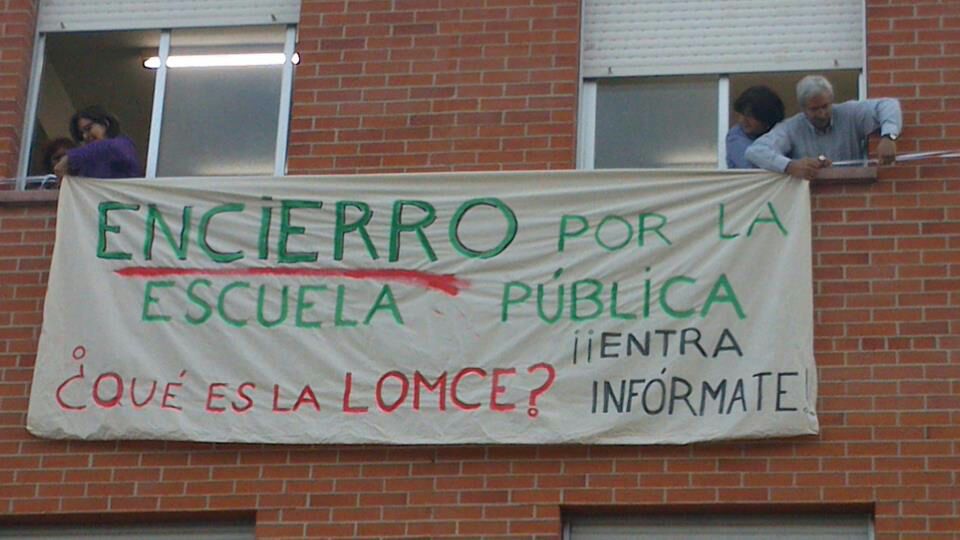 ENCIERRO POR LA
ESCUELA PÚBLICA
¡¡ENTRA
¿QUÉ ES LA LOMCE? INFÓRMATE!